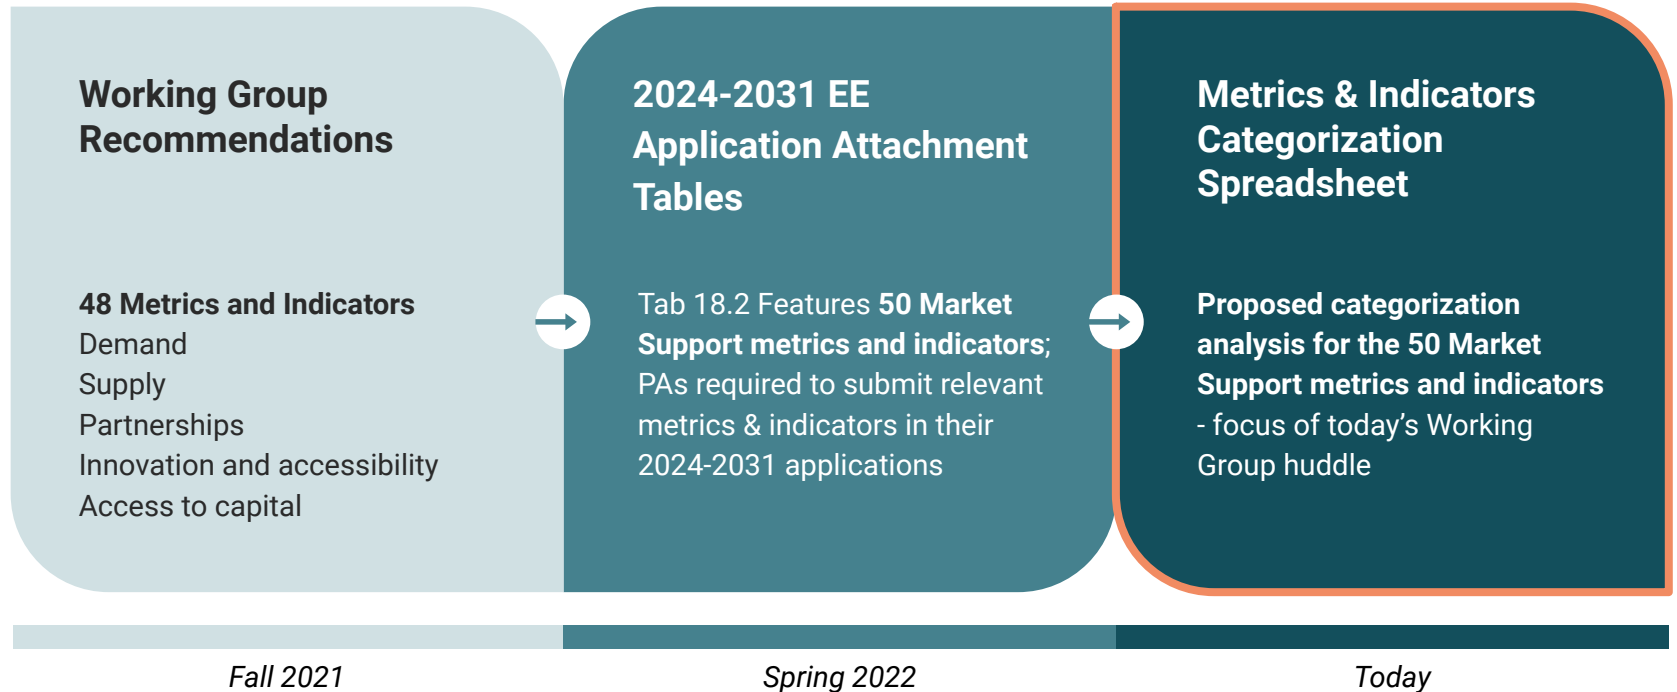 Working Group
Recommendations
48 Metrics and Indicators
Demand
Supply
Partnerships
Innovation and accessibility
Access to capital
2024-2031 EE
Application Attachment
Tables
Tab 18.2 Features 50 Market
Support metrics and indicators;
PAs required to submit relevant
metrics & indicators in their
2024-2031 applications
Metrics & Indicators
Categorization
Spreadsheet
Proposed categorization
analysis for the 50 Market
Support metrics and indicators
- focus of today's Working
Group huddle
Fall 2021
Spring 2022
Today